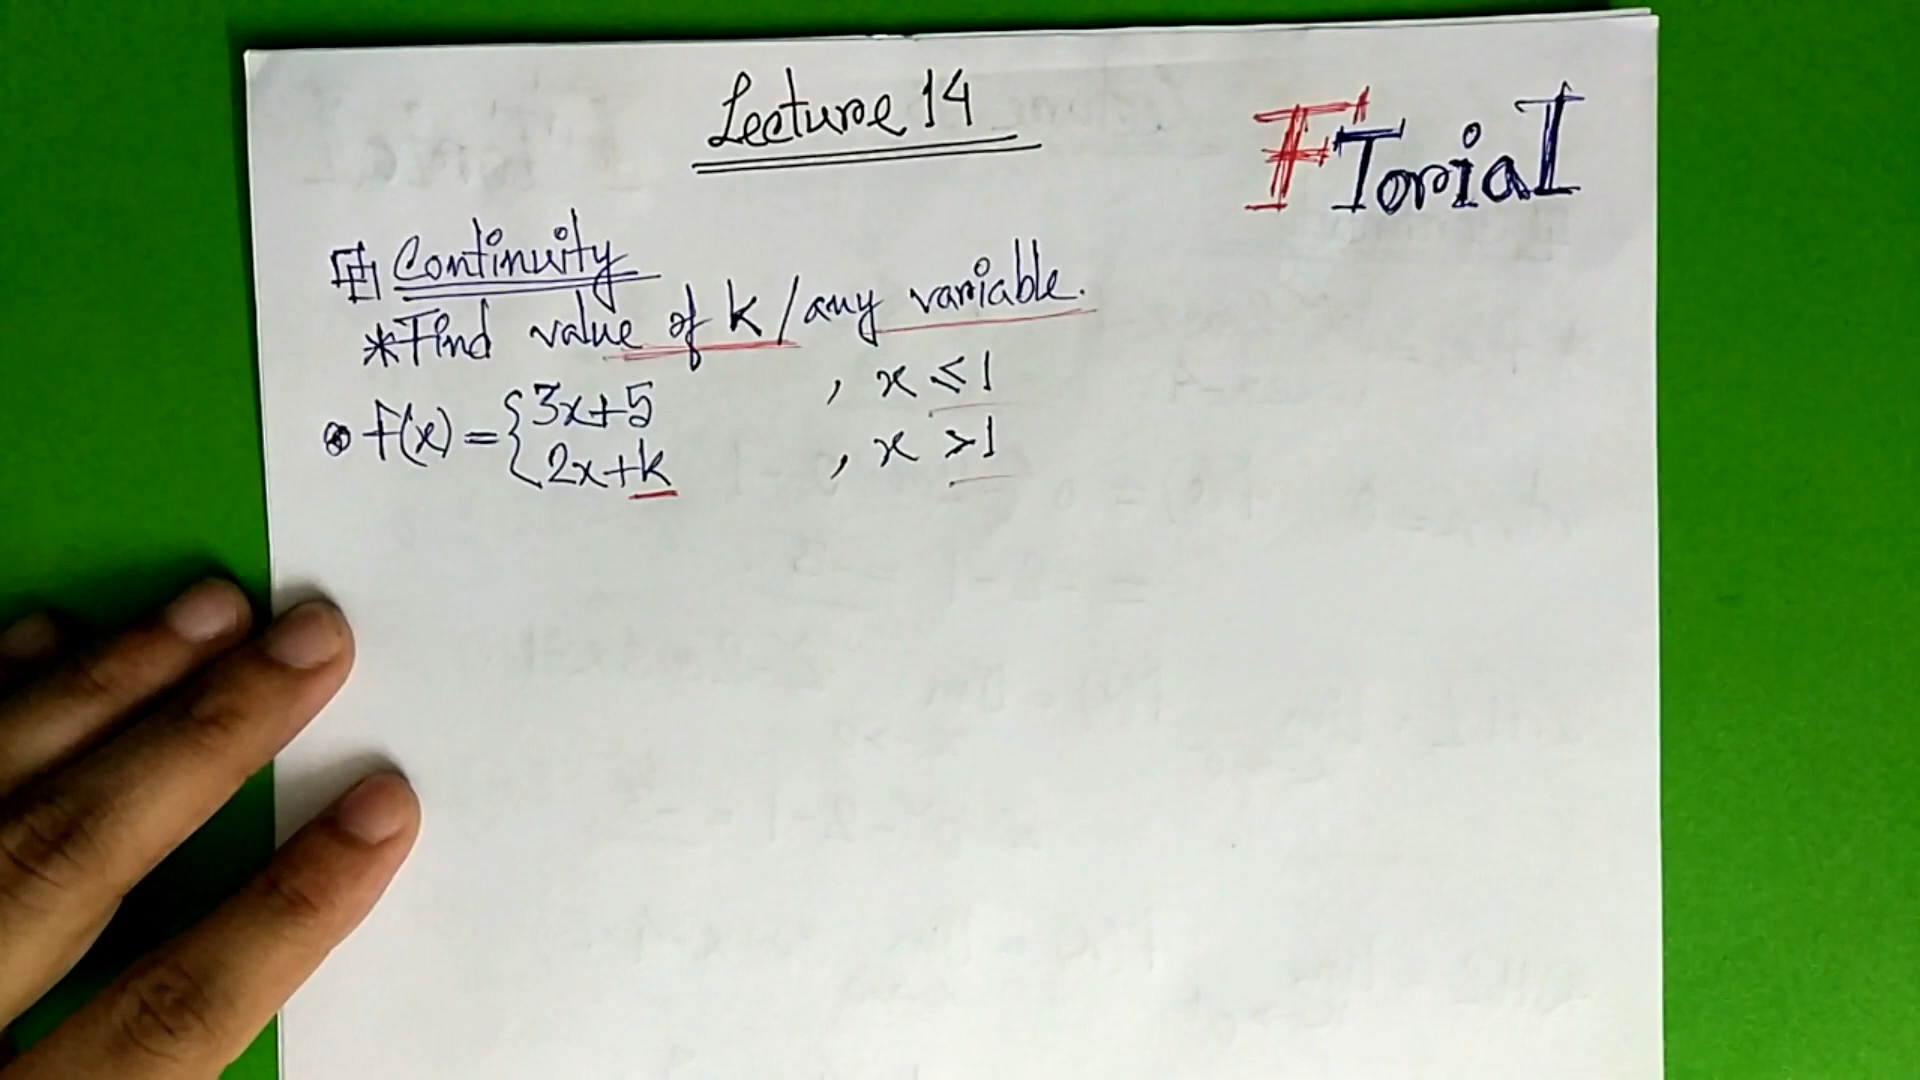 Lecture 14
FTorial
Continuity
*Find value of k / any variable.
f(x) = { 3x+5 , x ≤ 1
2x+k , x > 1